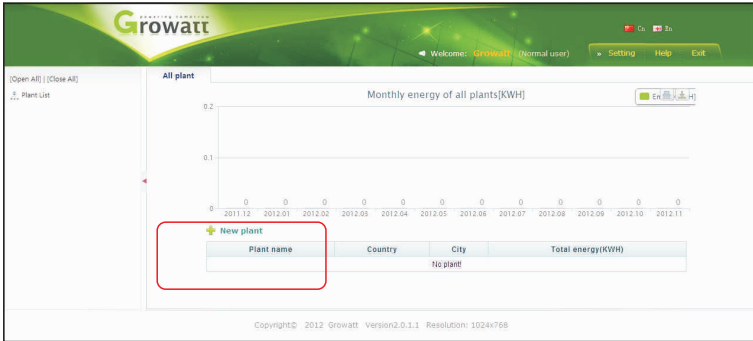 powering tomorrow
Growatt
Cn En
Welcome: Growatt (Normal user) » Setting Help Exit
[Open All] | [Close All]
Plant List
All plant
Monthly energy of all plants[KWH]
0.2
0.1
0
0 0 0 0 0 0 0 0 0 0 0 0
2011.12 2012.01 2012.02 2012.03 2012.04 2012.05 2012.06 2012.07 2012.08 2012.09 2012.10 2012.11
New plant
Plant name Country City Total energy(KWH)
No plant!
Copyright© 2012 Growatt Version2.0.1.1 Resolution: 1024x768